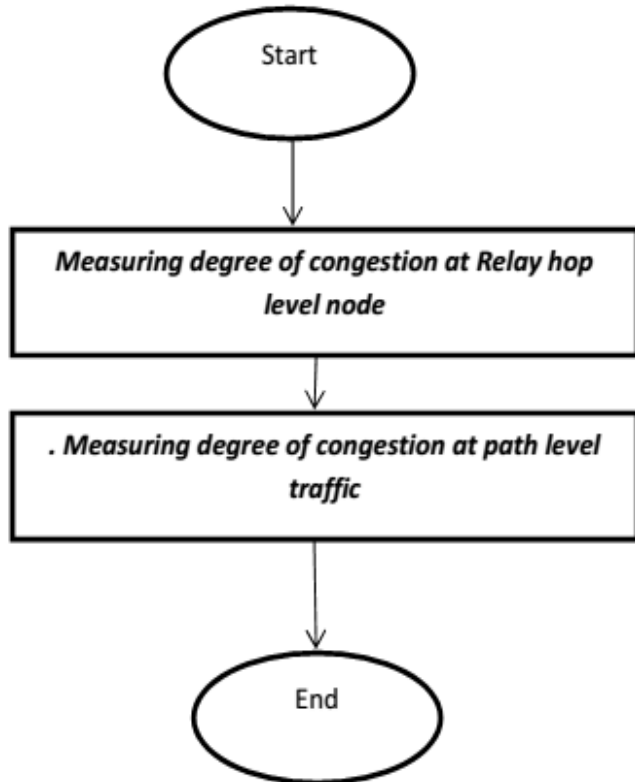 Start
Measuring degree of congestion at Relay hop
level node
. Measuring degree of congestion at path level
traffic
End